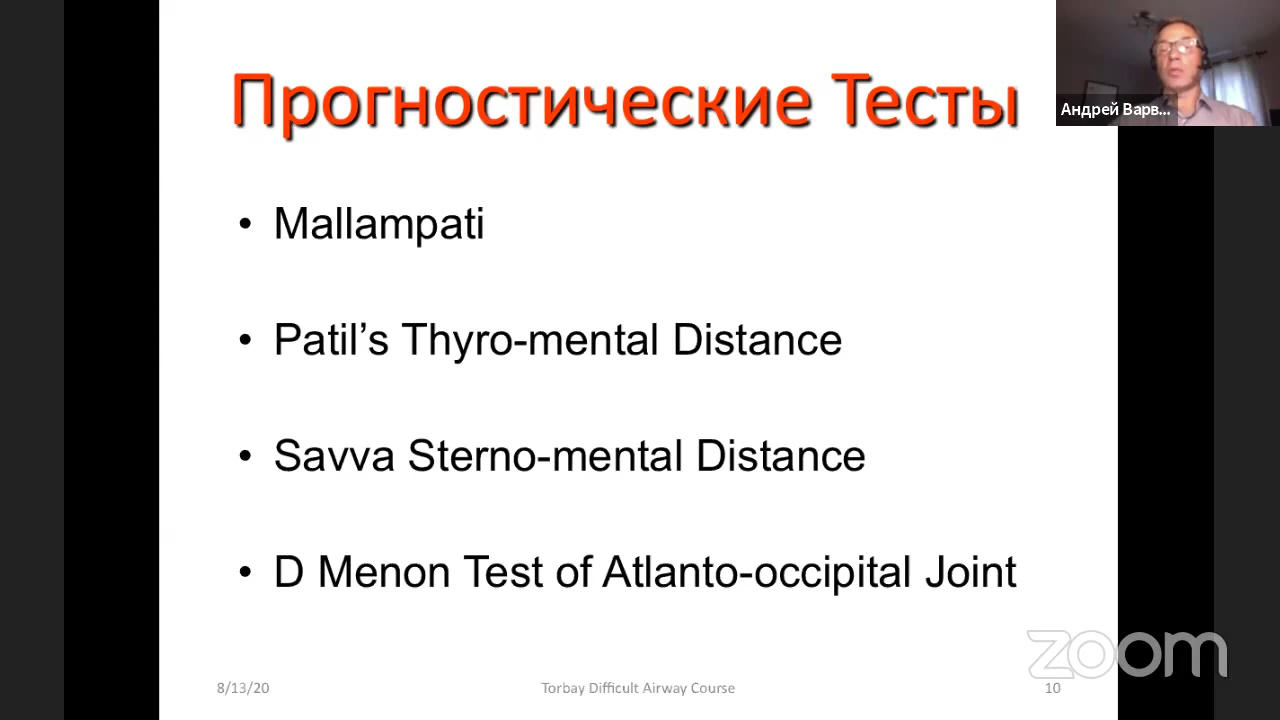 Прогностические Тесты
Андрей Варв...
• Mallampati
• Patil’s Thyro-mental Distance
• Savva Sterno-mental Distance
• D Menon Test of Atlanto-occipital Joint
zoom
8/13/20 Torbay Difficult Airway Course 10